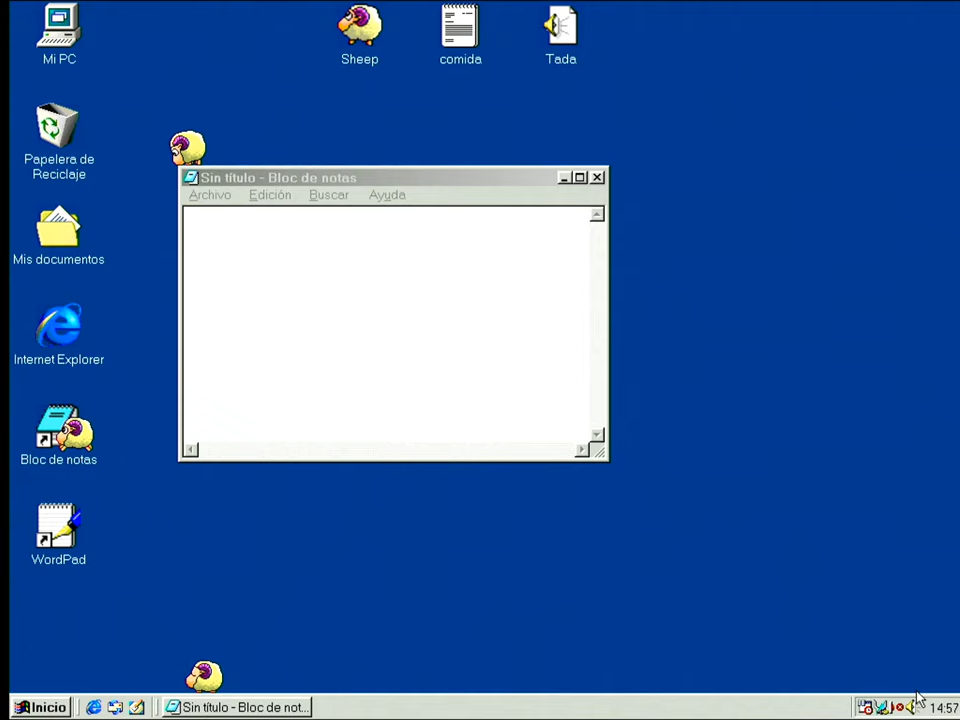 Mi PC
Sheep
comida
Tada
Papelera de
Reciclaje
Sin título - Bloc de notas
Archivo Edición Buscar Ayuda
Mis documentos
Internet Explorer
Bloc de notas
WordPad
Inicio
Sin título - Bloc de not...
14:57